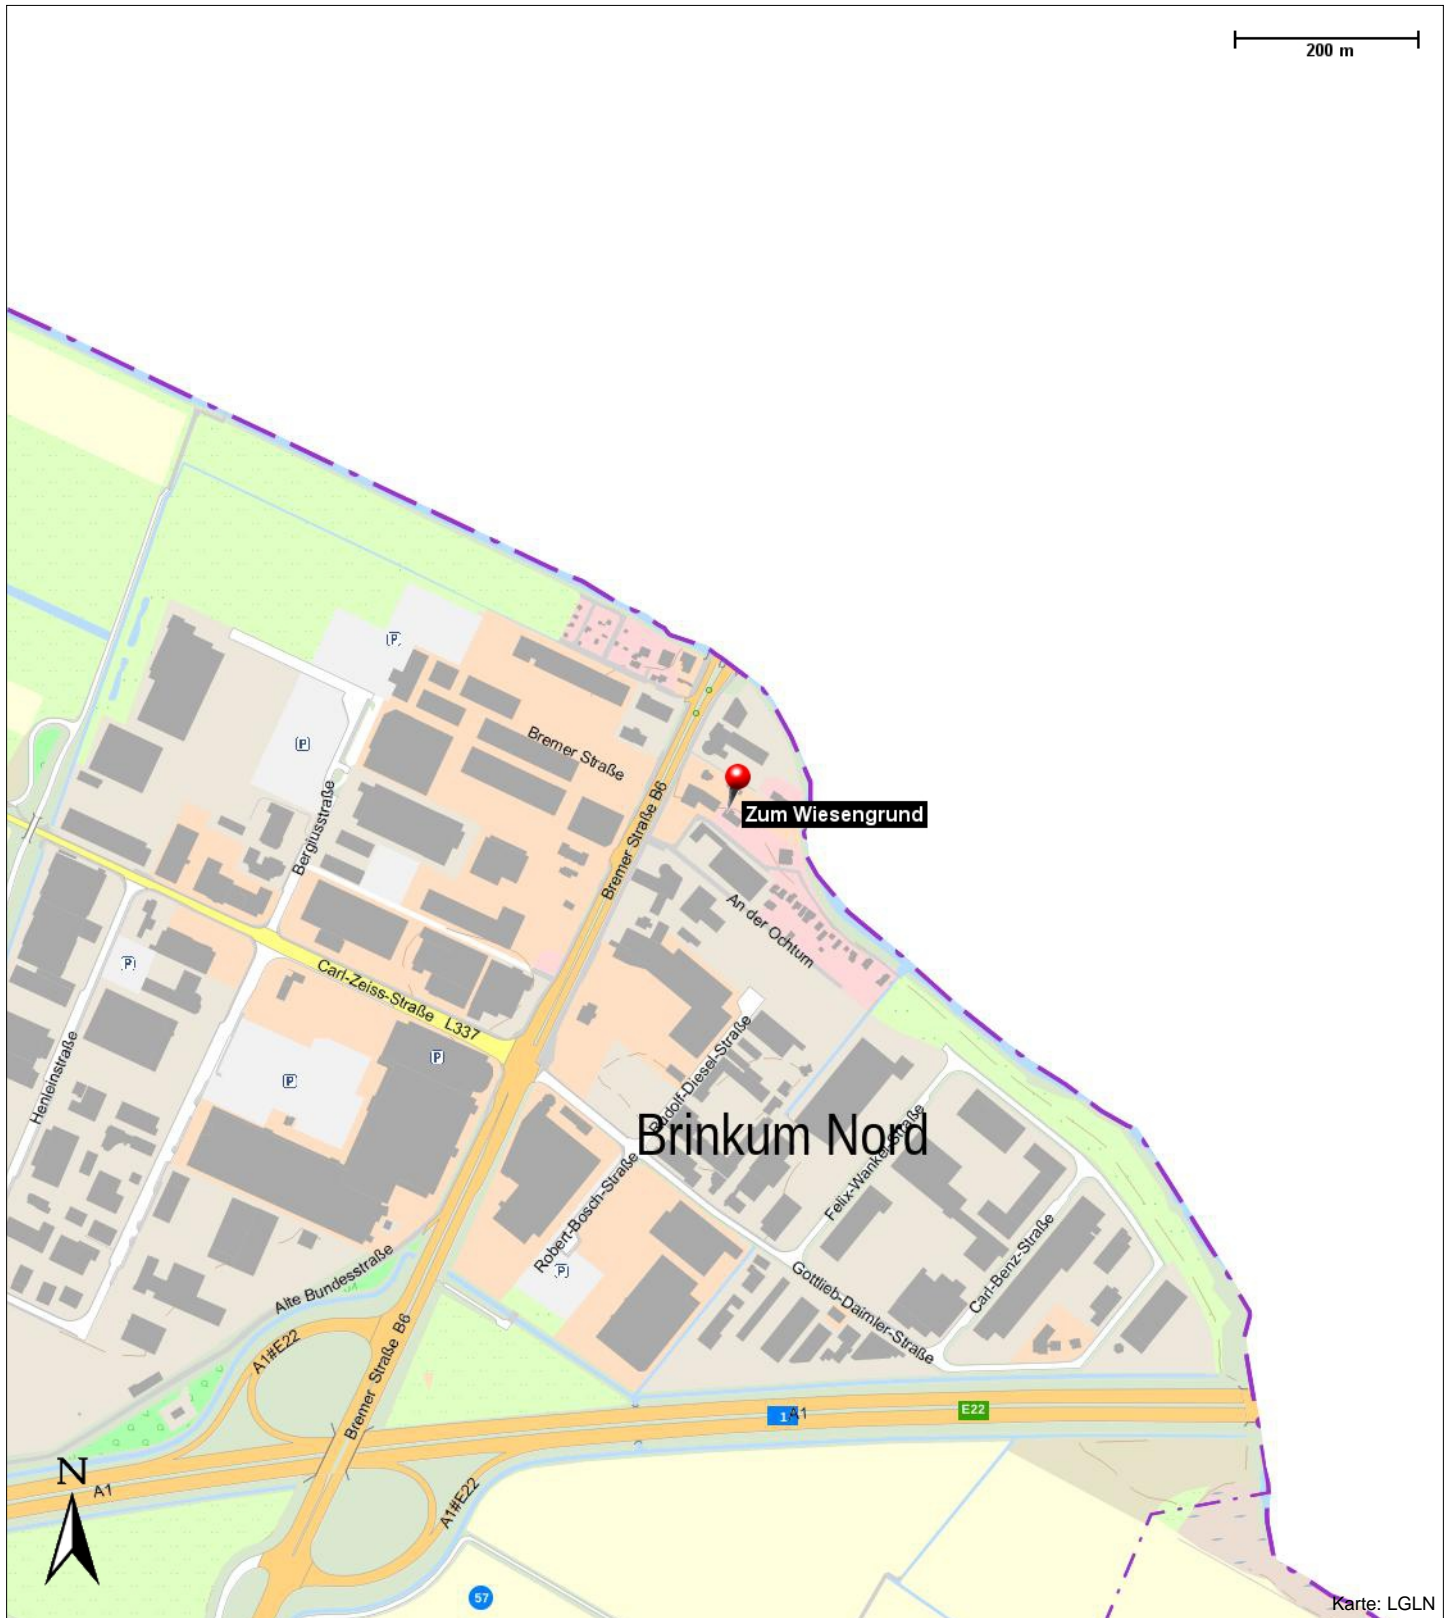 200 m
P
Bremer Straße
P
Zum Wiesengrund
Bergiusstraße
Bremer Straße B6
An der Ochtum
P
Carl-Zeiss-Straße L337
P
Henleinstraße
P
Rudolf-Diesel-Straße
Brinkum Nord
Felix-Wankel-Straße
Robert-Bosch-Straße
P
Carl-Benz-Straße
Gottlieb-Daimler-Straße
Alte Bundesstraße
A1#E22
Bremer Straße B6
1 A1
E22
N
A1
A1#E22
57
Karte: LGLN